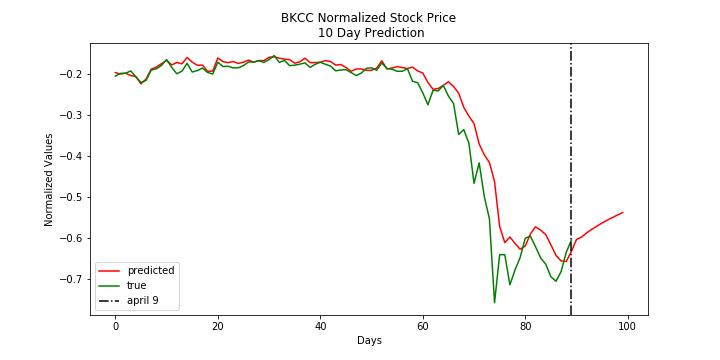 BKCC Normalized Stock Price
10 Day Prediction
Normalized Values
−0.2
−0.3
−0.4
−0.5
−0.6
−0.7
predicted
true
april 9
0
20
40
60
80
100
Days